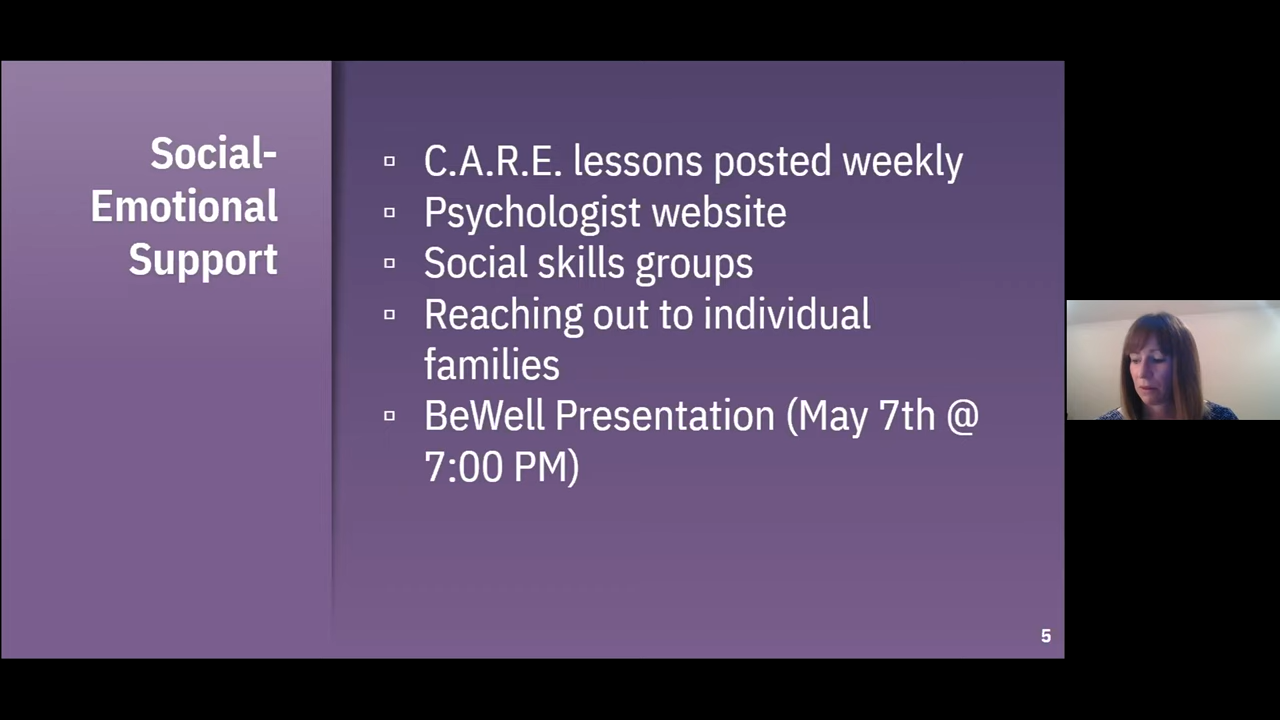 Social-
Emotional
Support
▫ C.A.R.E. lessons posted weekly
▫ Psychologist website
▫ Social skills groups
▫ Reaching out to individual
families
▫ BeWell Presentation (May 7th @
7:00 PM)
5